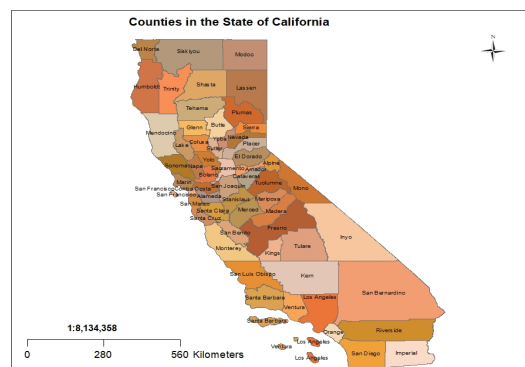 Counties in the State of California
N
Del Norte
Siskiyou
Modoc
Humboldt
Trinity
Shasta
Lassen
Tehama
Plumas
Mendocino
Glenn
Butte
Sierra
Lake
Colusa
Sutter
Yuba
Nevada
Placer
Sonoma
Napa
Yolo
El Dorado
Alpine
Sacramento
Amador
Solano
Calaveras
Marin
San Francisco
Contra Costa
San Joaquin
Tuolumne
Mono
San Francisco
Alameda
San Mateo
Stanislaus
Mariposa
Santa Clara
Merced
Madera
Santa Cruz
San Benito
Fresno
Inyo
Monterey
Kings
Tulare
San Luis Obispo
Kern
San Bernardino
Santa Barbara
Ventura
Los Angeles
Santa Barbara
Orange
Riverside
Ventura
Los Angeles
Los Angeles
San Diego
Imperial
1:8,134,358
0 280 560 Kilometers